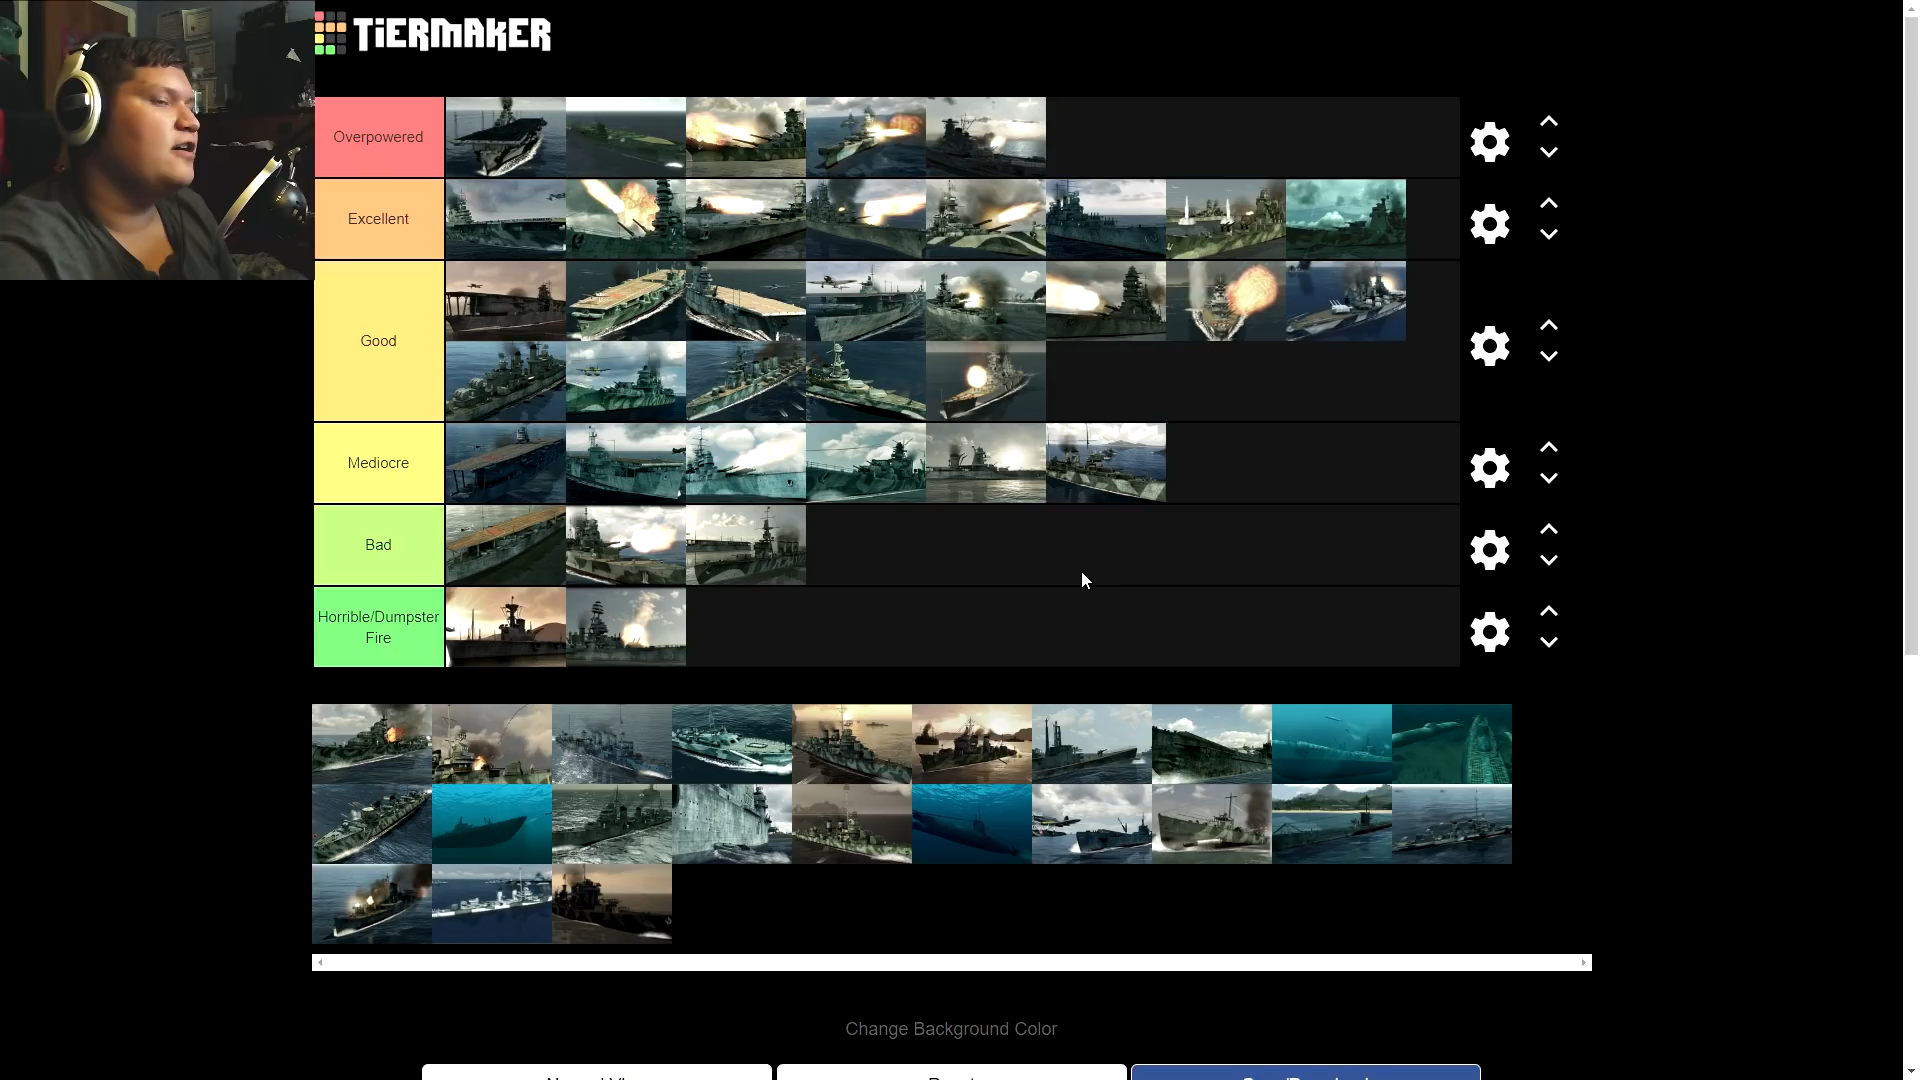 TiERMAKER
Overpowered
Excellent
Good
Mediocre
Bad
Horrible/Dumpster
Fire
Change Background Color